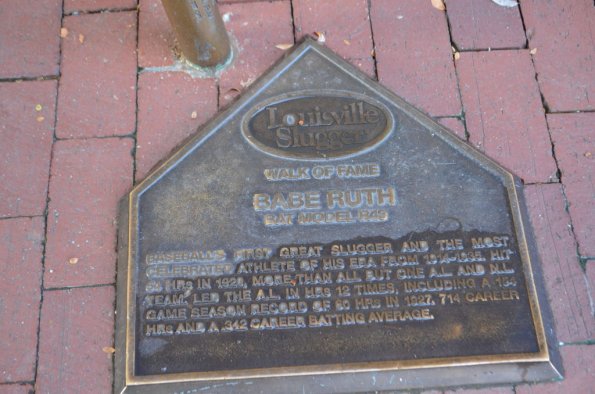 Louisville
Slugger
WALK OF FAME
BABE RUTH
BAT MODEL R43
BASEBALL'S FIRST GREAT SLUGGER AND THE MOST
CELEBRATED ATHLETE OF HIS ERA FROM 1914-1935. HIT
54 HRS IN 1928, MORE THAN ALL BUT ONE A.L. AND N.L.
TEAM. LED THE A.L. IN HRS 12 TIMES, INCLUDING A 154
GAME SEASON RECORD OF 60 HRS IN 1927. 714 CAREER
HRS AND A .342 CAREER BATTING AVERAGE.